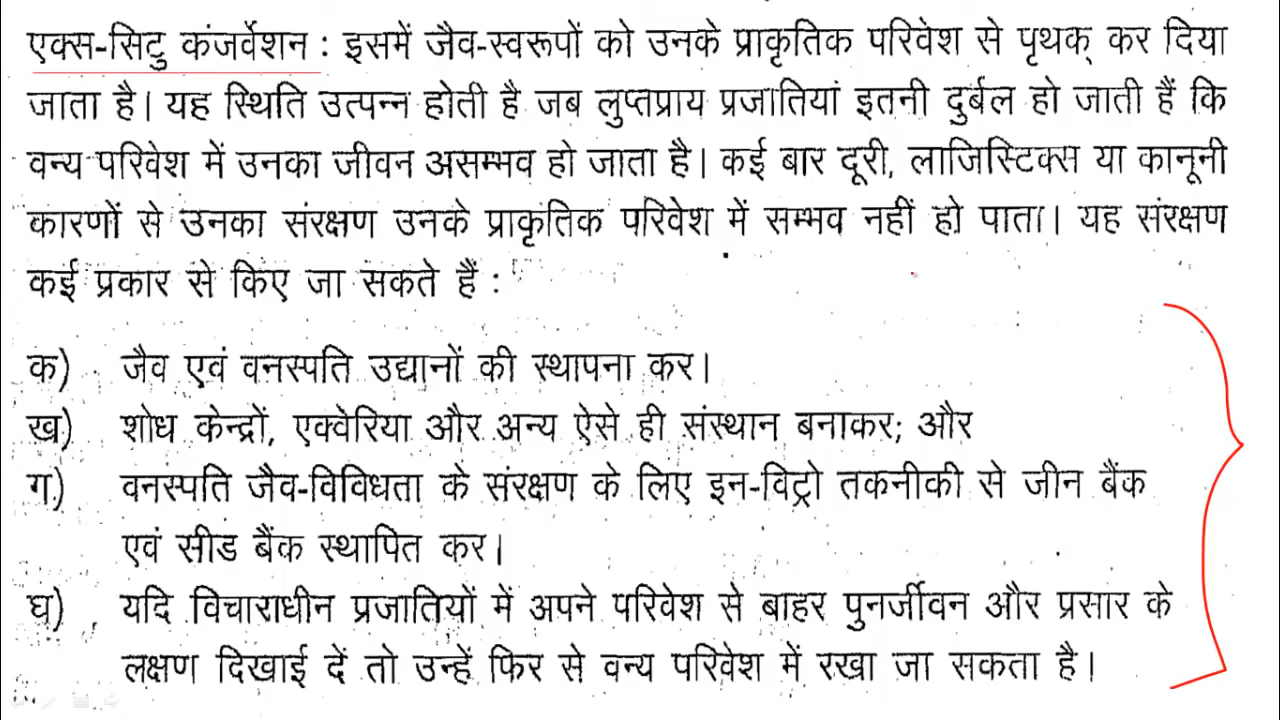 एक्स-सिटु कंजर्वेशन : इसमें जैव-स्वरूपों को उनके प्राकृतिक परिवेश से पृथक् कर दिया
जाता है। यह स्थिति उत्पन्न होती है जब लुप्तप्राय प्रजातियां इतनी दुर्बल हो जाती हैं कि
वन्य परिवेश में उनका जीवन असम्भव हो जाता है। कई बार दूरी, लाजिस्टिक्स या कानूनी
कारणों से उनका संरक्षण उनके प्राकृतिक परिवेश में सम्भव नहीं हो पाता। यह संरक्षण
कई प्रकार से किए जा सकते हैं :
क) जैव एवं वनस्पति उद्यानों की स्थापना कर।
ख) शोध केन्द्रों, एक्वेरिया और अन्य ऐसे ही संस्थान बनाकर; और
ग) वनस्पति जैव-विविधता के संरक्षण के लिए इन-विट्रो तकनीकी से जीन बैंक
एवं सीड बैंक स्थापित कर।
घ) यदि विचाराधीन प्रजातियों में अपने परिवेश से बाहर पुनर्जीवन और प्रसार के
लक्षण दिखाई दें तो उन्हें फिर से वन्य परिवेश में रखा जा सकता है।